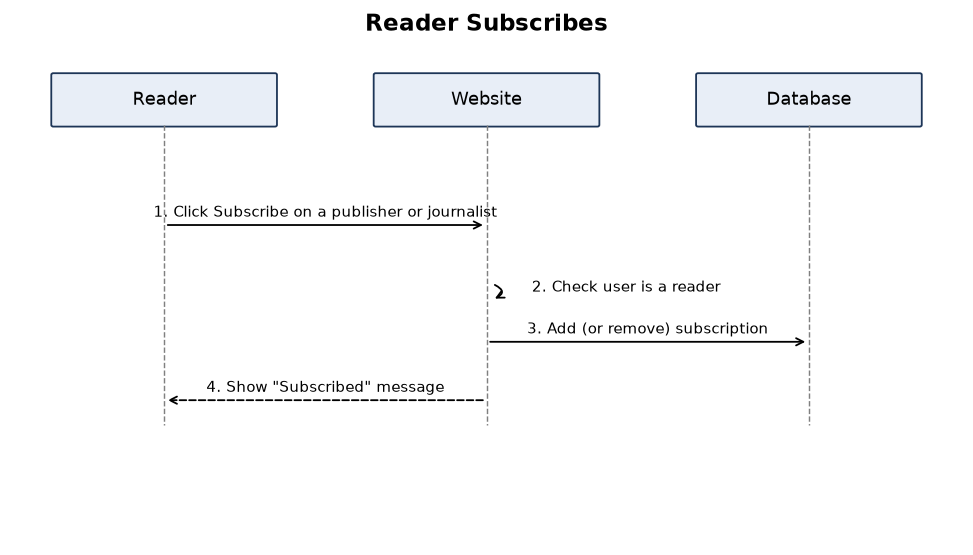 Reader Subscribes
Reader
Website
Database
1. Click Subscribe on a publisher or journalist
2. Check user is a reader
3. Add (or remove) subscription
4. Show "Subscribed" message